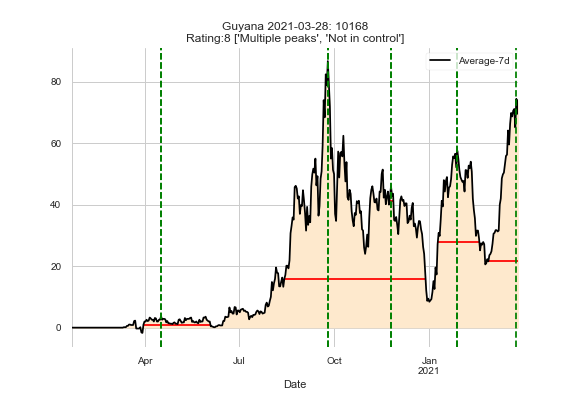 Guyana 2021-03-28: 10168
Rating:8 ['Multiple peaks', 'Not in control']
Average-7d
80
60
40
20
0
Apr
Jul
Oct
Jan
2021
Date